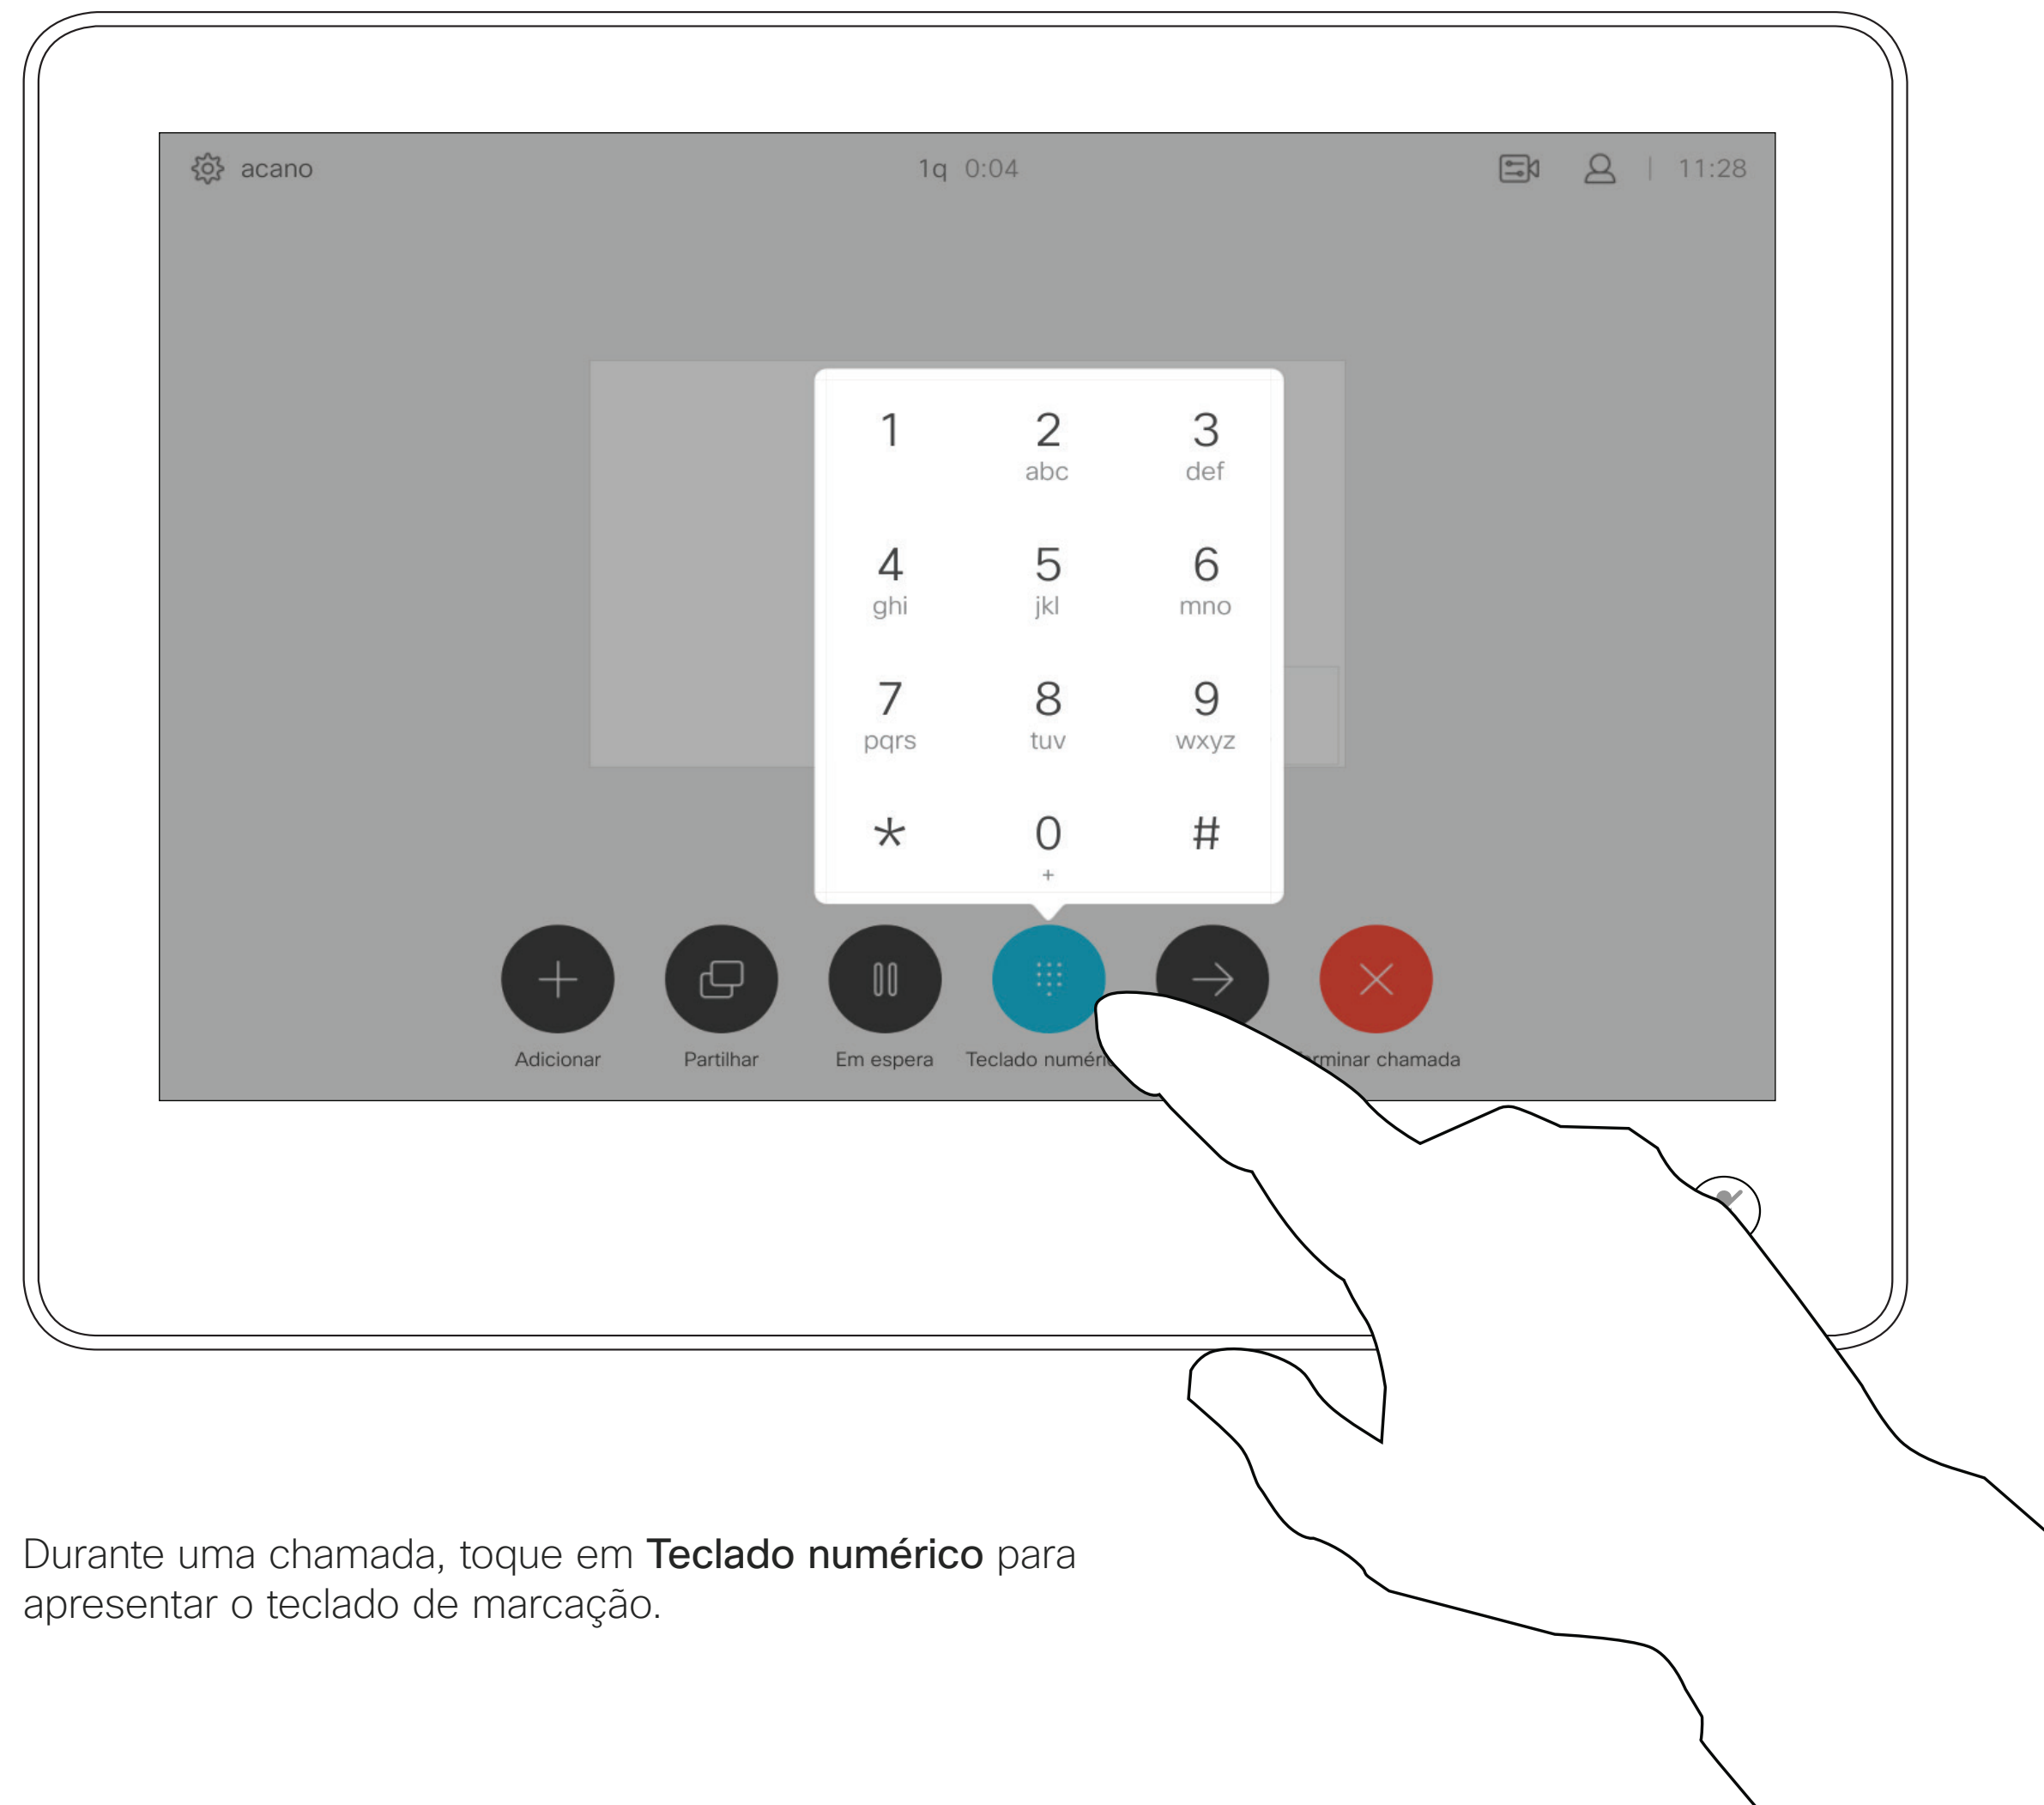 acano 1q 0:04 11:28
1 2 3
abc def
4 5 6
ghi jkl mno
7 8 9
pqrs tuv wxyz
* 0 #
+
Adicionar Partilhar Em espera Teclado chamada
Durante uma chamada, toque em Teclado numérico para
apresentar o teclado de marcação.